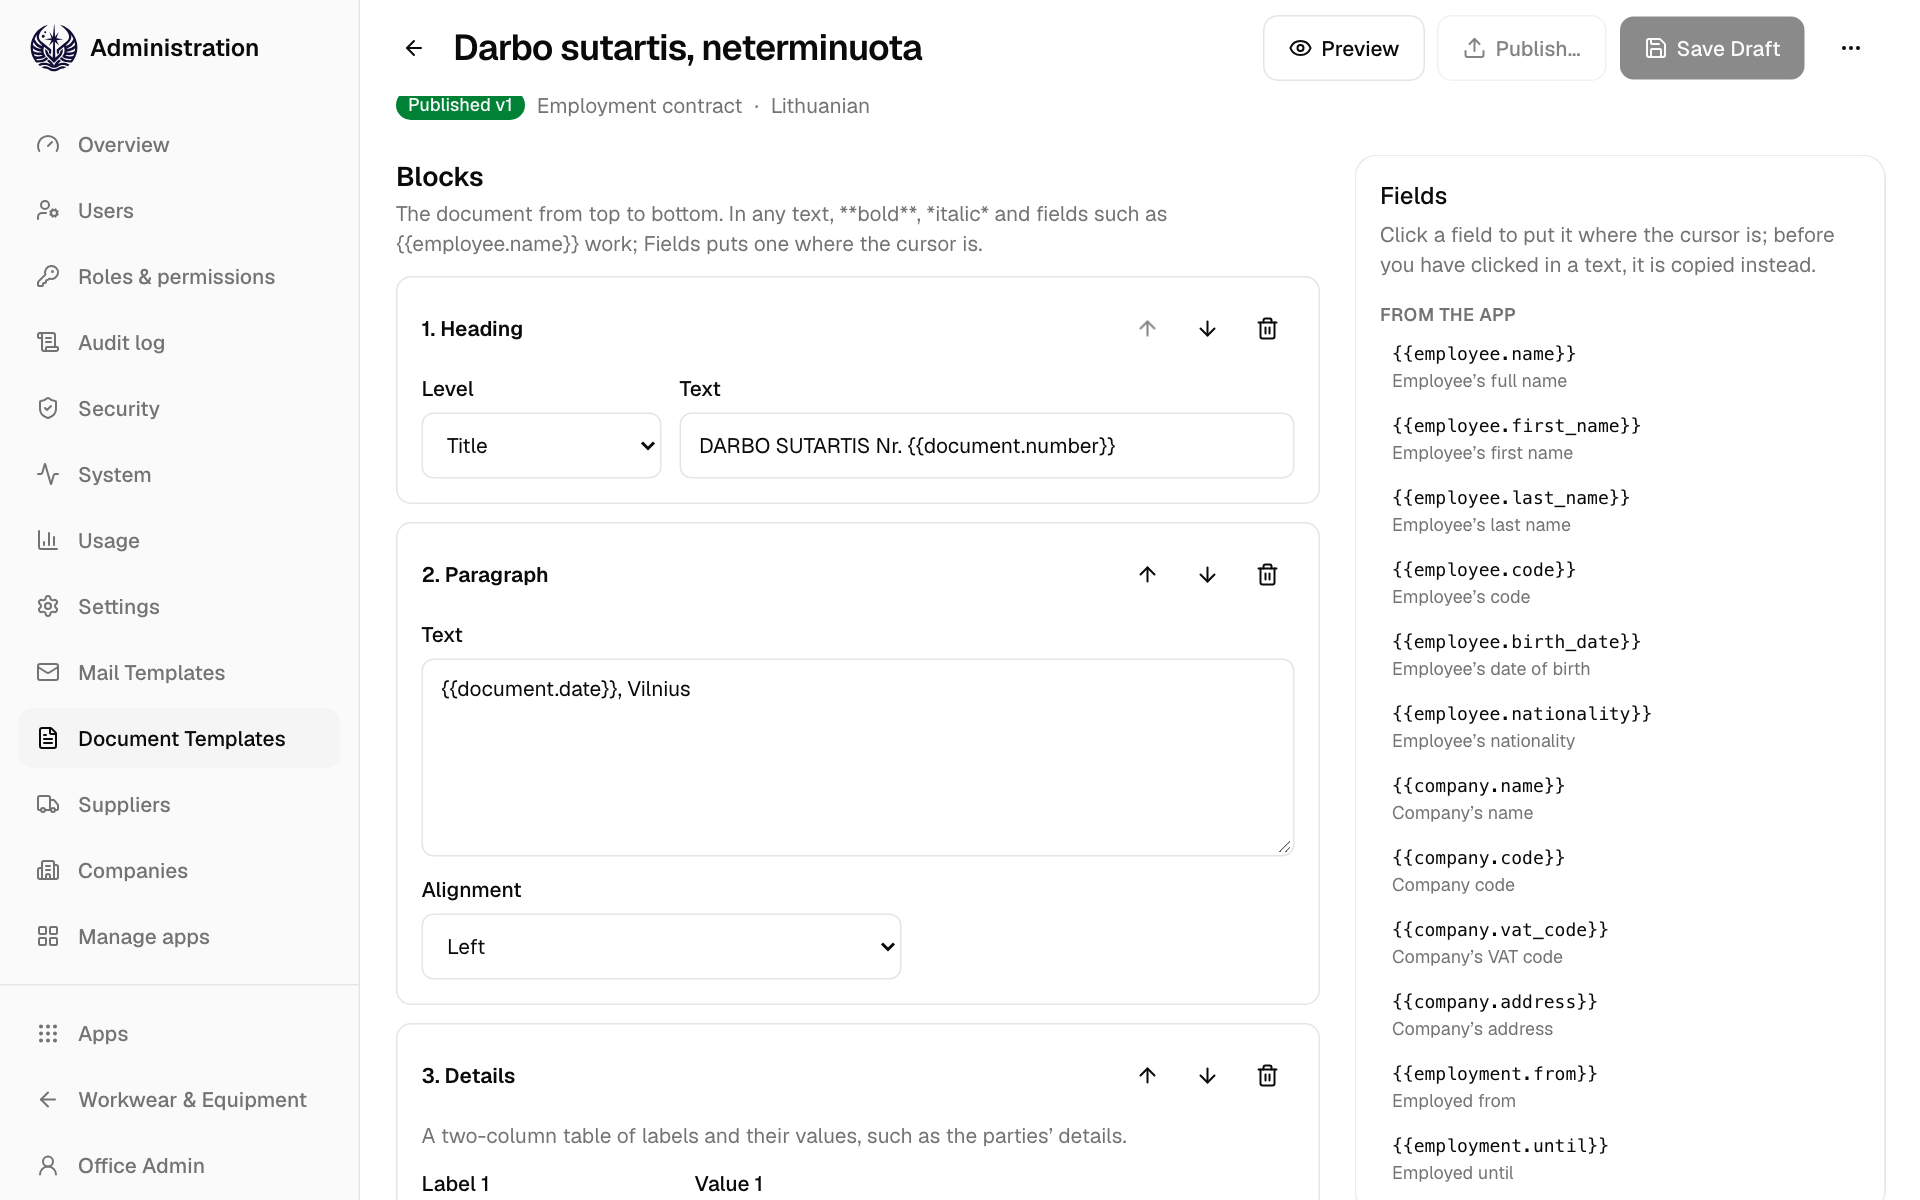 Administration
Overview
Users
Roles & permissions
Audit log
Security
System
Usage
Settings
Mail Templates
Document Templates
Suppliers
Companies
Manage apps
Apps
Workwear & Equipment
Office Admin
Darbo sutartis, neterminuota
Preview
Publish...
Save Draft
Published v1
Employment contract · Lithuanian
Blocks
The document from top to bottom. In any text, **bold**, *italic* and fields such as
{{employee.name}} work; Fields puts one where the cursor is.
1. Heading
Level
Text
Title
DARBO SUTARTIS Nr. {{document.number}}
2. Paragraph
Text
{{document.date}}, Vilnius
Alignment
Left
3. Details
A two-column table of labels and their values, such as the parties’ details.
Label 1
Value 1
Fields
Click a field to put it where the cursor is; before
you have clicked in a text, it is copied instead.
FROM THE APP
{{employee.name}}
Employee’s full name
{{employee.first_name}}
Employee’s first name
{{employee.last_name}}
Employee’s last name
{{employee.code}}
Employee’s code
{{employee.birth_date}}
Employee’s date of birth
{{employee.nationality}}
Employee’s nationality
{{company.name}}
Company’s name
{{company.code}}
Company code
{{company.vat_code}}
Company’s VAT code
{{company.address}}
Company’s address
{{employment.from}}
Employed from
{{employment.until}}
Employed until